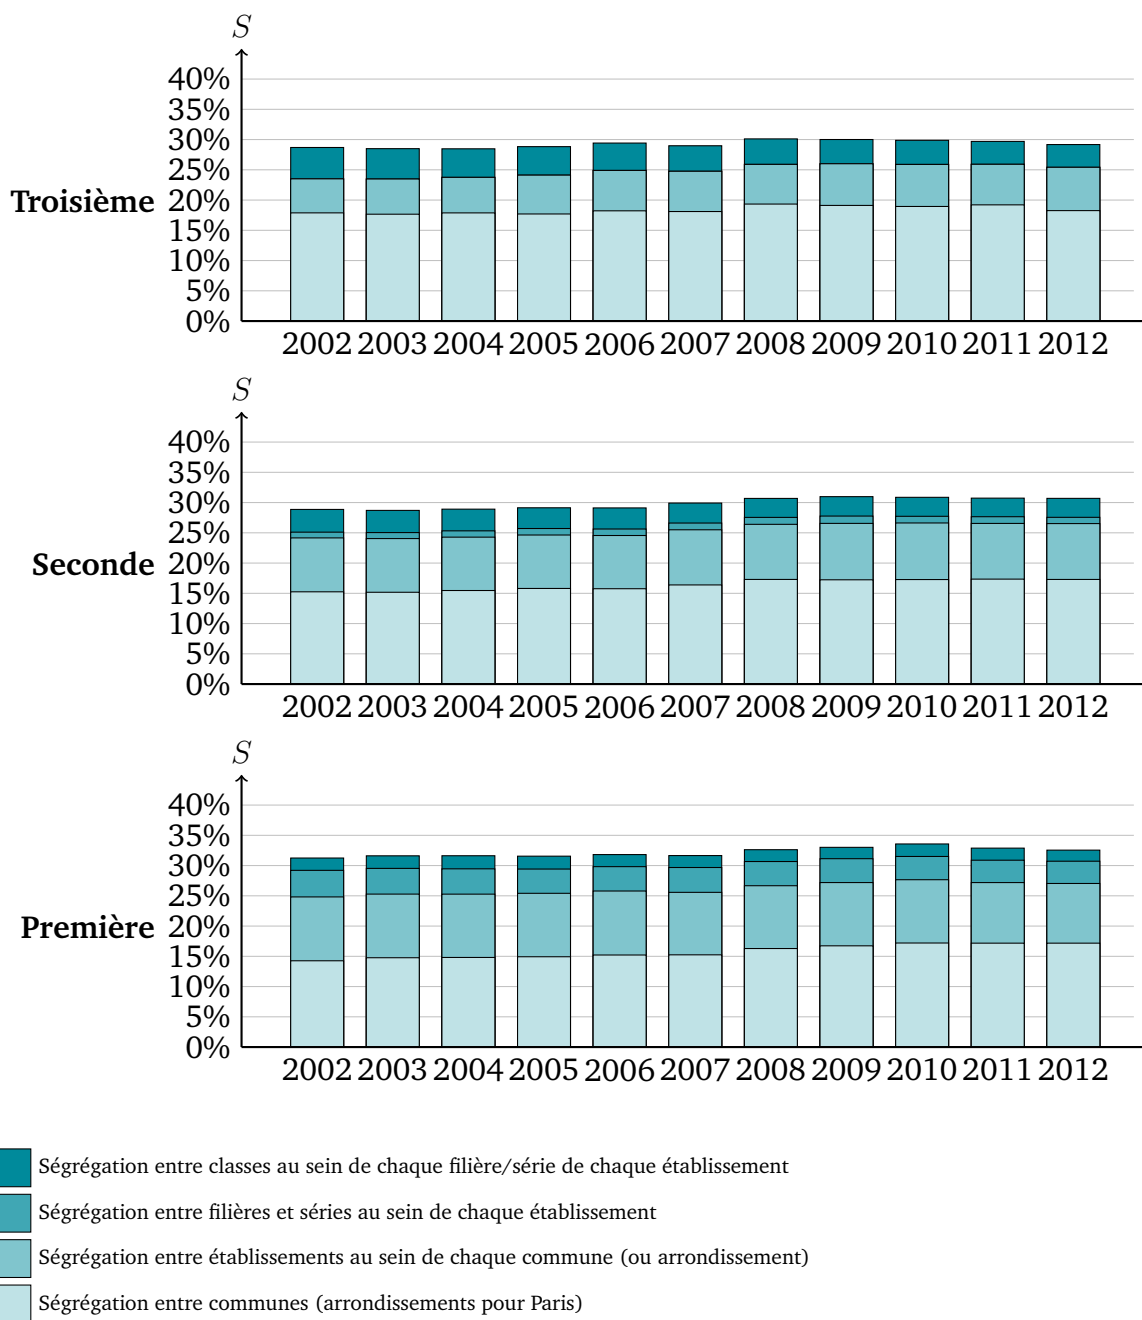 S
40%
35%
30%
25%
Troisième 20%
15%
10%
5%
0%
2002 2003 2004 2005 2006 2007 2008 2009 2010 2011 2012
S
40%
35%
30%
25%
Seconde 20%
15%
10%
5%
0%
2002 2003 2004 2005 2006 2007 2008 2009 2010 2011 2012
S
40%
35%
30%
25%
Première 20%
15%
10%
5%
0%
2002 2003 2004 2005 2006 2007 2008 2009 2010 2011 2012
Ségrégation entre classes au sein de chaque filière/série de chaque établissement
Ségrégation entre filières et séries au sein de chaque établissement
Ségrégation entre établissements au sein de chaque commune (ou arrondissement)
Ségrégation entre communes (arrondissements pour Paris)